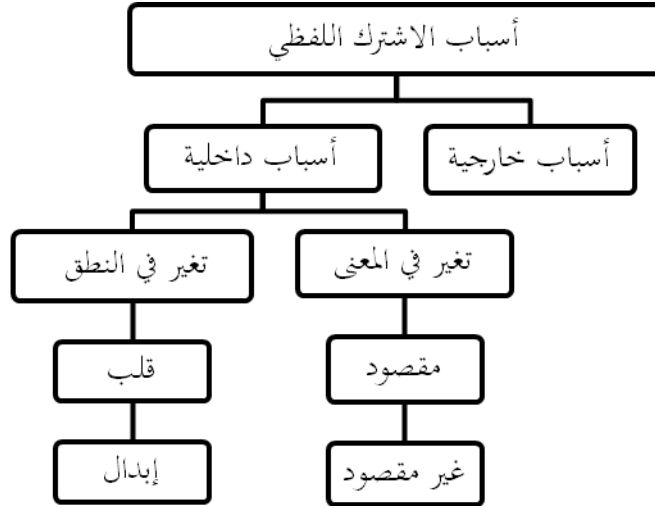 أسباب الاشترك اللفظي
أسباب خارجية
أسباب داخلية
تغير في المعنى
تغير في النطق
مقصود
قلب
غير مقصود
إبدال